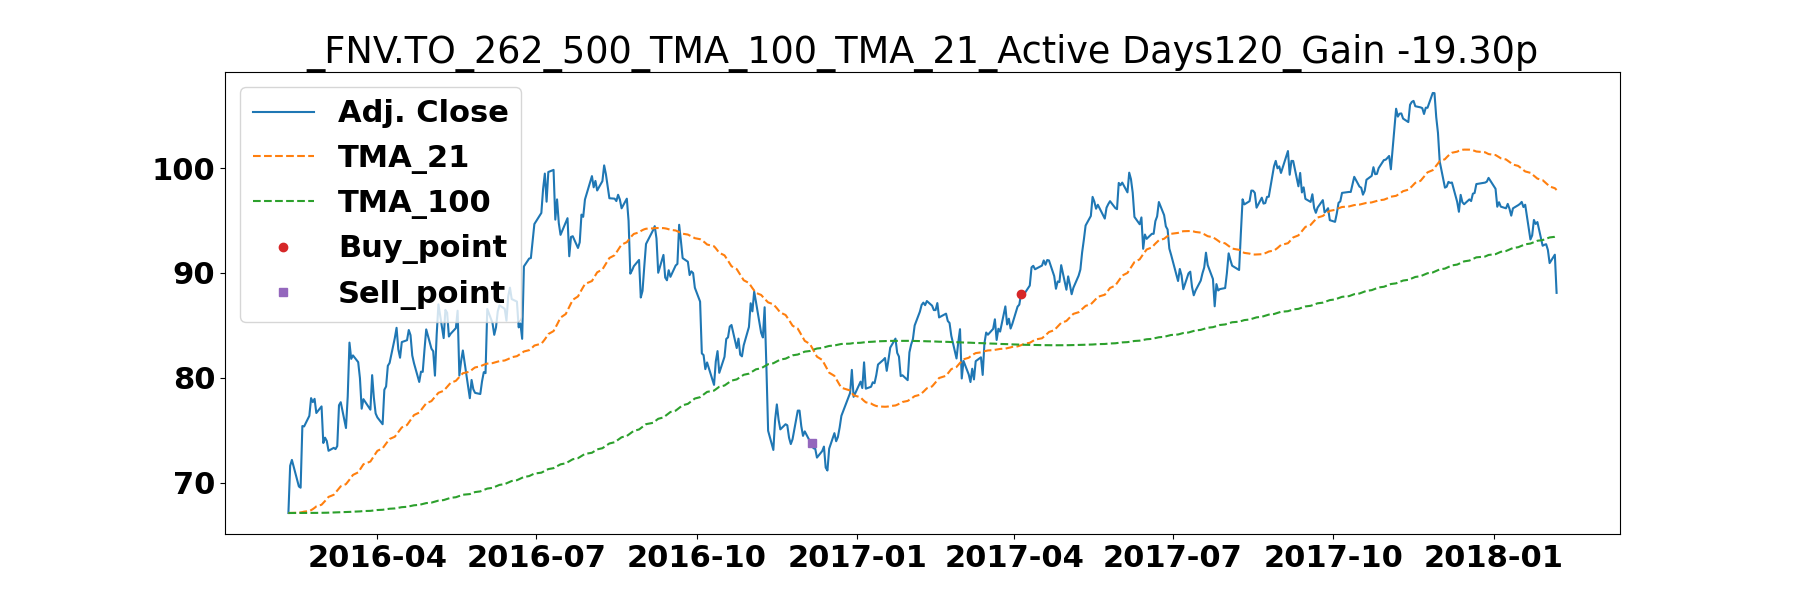 _FNV.TO_262_500_TMA_100_TMA_21_Active Days120_Gain -19.30p
Adj. Close
TMA_21
TMA_100
Buy_point
Sell_point
100
90
80
70
2016-04 2016-07 2016-10 2017-01 2017-04 2017-07 2017-10 2018-01